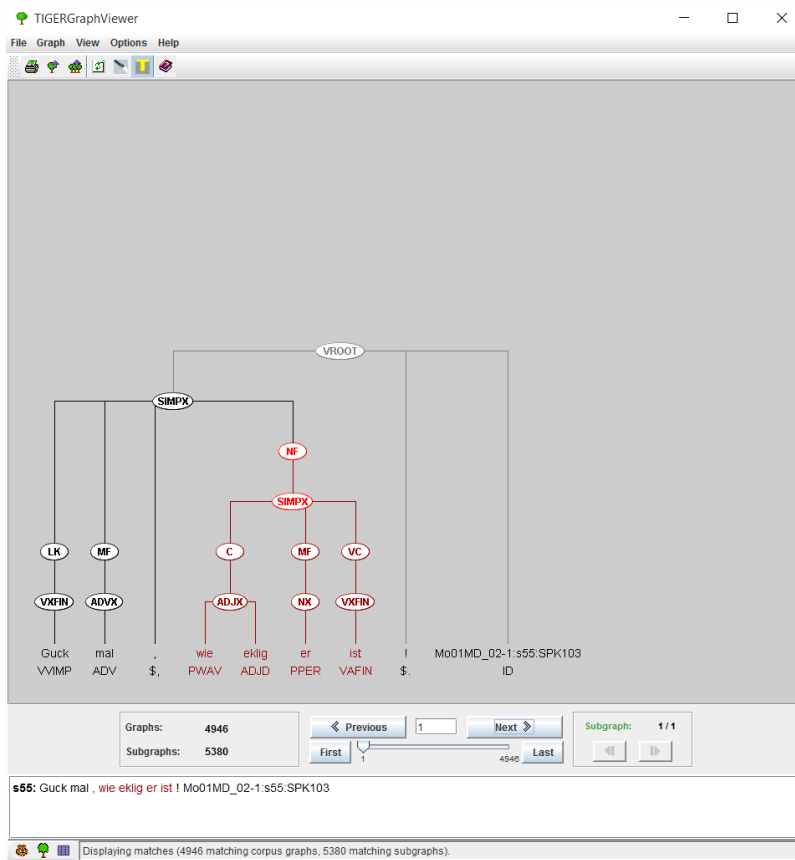 TIGERGraphViewer
File Graph View Options Help
VROOT
SIMPX
NF
SIMPX
LK MF C MF VC
VXFIN ADVX ADJX NX VXFIN
Guck mal , wie eklig er ist ! Mo01MD_02-1:s55:SPK103
VVIMP ADV $, PWAV ADJD PPER VAFIN $. ID
Graphs: 4946 Previous 1 Next Subgraph: 1 / 1
Subgraphs: 5380 First 1 4946 Last
s55: Guck mal , wie eklig er ist ! Mo01MD_02-1:s55:SPK103
Displaying matches (4946 matching corpus graphs, 5380 matching subgraphs).